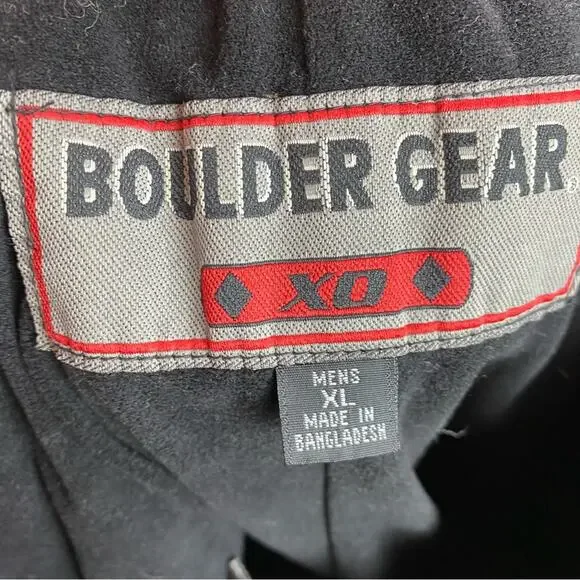 BOULDER GEAR
XO
MENS
XL
MADE IN
BANGLADESH